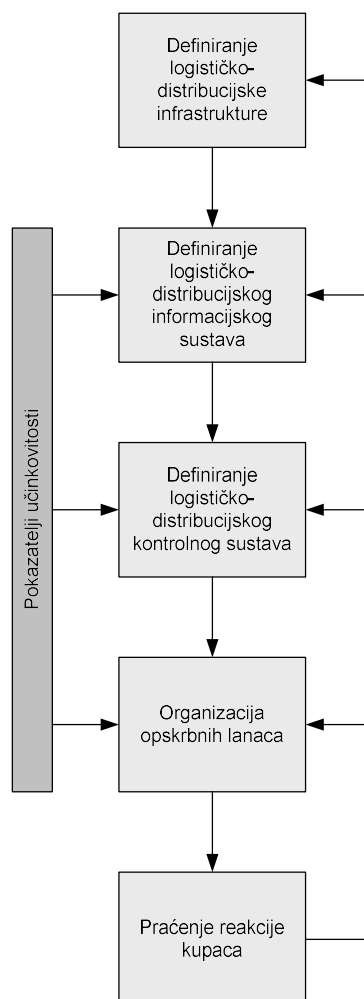 Definiranje
logističko-
distribucijske
infrastrukture
Definiranje
logističko-
distribucijskog
informacijskog
sustava
Pokazatelji učinkovitosti
Definiranje
logističko-
distribucijskog
kontrolnog sustava
Organizacija
opskrbnih lanaca
Praćenje reakcije
kupaca